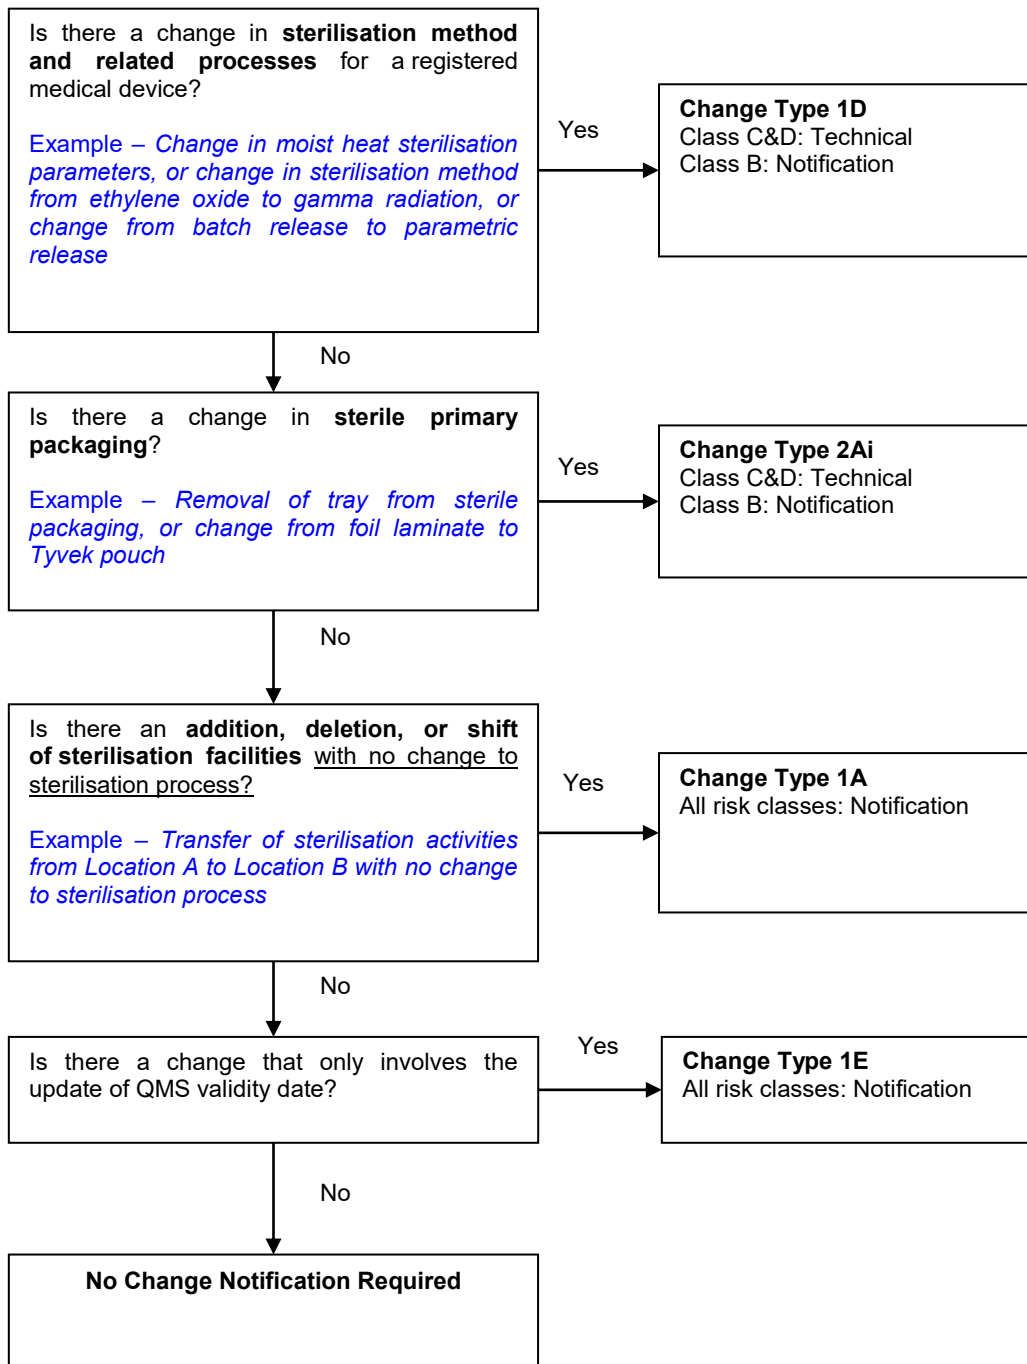 Is there a change in sterilisation method
and related processes for a registered
medical device?
Example – Change in moist heat sterilisation
parameters, or change in sterilisation method
from ethylene oxide to gamma radiation, or
change from batch release to parametric
release
Yes
Change Type 1D
Class C&D: Technical
Class B: Notification
No
Is there a change in sterile primary
packaging?
Example – Removal of tray from sterile
packaging, or change from foil laminate to
Tyvek pouch
Yes
Change Type 2Ai
Class C&D: Technical
Class B: Notification
No
Is there an addition, deletion, or shift
of sterilisation facilities with no change to
sterilisation process?
Example – Transfer of sterilisation activities
from Location A to Location B with no change
to sterilisation process
Yes
Change Type 1A
All risk classes: Notification
No
Is there a change that only involves the
update of QMS validity date?
Yes
Change Type 1E
All risk classes: Notification
No
No Change Notification Required